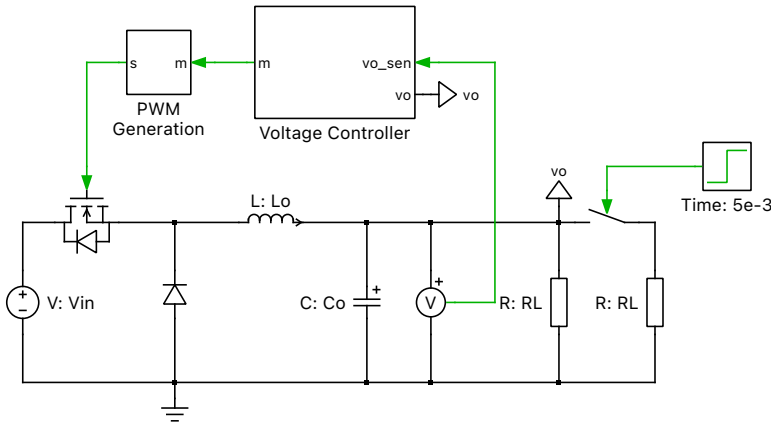 s
m
PWM
Generation
m
vo_sen
vo
Voltage Controller
vo
vo
Time: 5e-3
L: Lo
V: Vin
C: Co
V
R: RL
R: RL